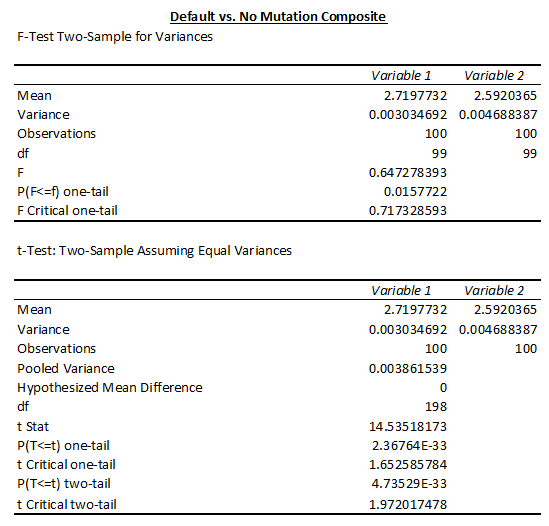 Default vs. No Mutation Composite
F-Test Two-Sample for Variances
Variable 1 Variable 2
Mean 2.7197732 2.5920365
Variance 0.003034692 0.004688387
Observations 100 100
df 99 99
F 0.647278393
P(F<=f) one-tail 0.0157722
F Critical one-tail 0.717328593
t-Test: Two-Sample Assuming Equal Variances
Variable 1 Variable 2
Mean 2.7197732 2.5920365
Variance 0.003034692 0.004688387
Observations 100 100
Pooled Variance 0.003861539
Hypothesized Mean Difference 0
df 198
t Stat 14.53518173
P(T<=t) one-tail 2.36764E-33
t Critical one-tail 1.652585784
P(T<=t) two-tail 4.73529E-33
t Critical two-tail 1.972017478